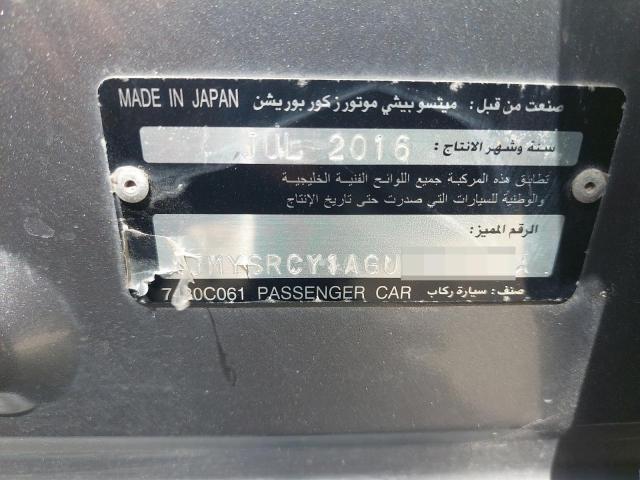 MADE IN JAPAN صنعت من قبل: ميتسوبيشي موتورز كوربوريشن
سنة وشهر الانتاج: JUL 2016
تطابق هذه المركبة جميع اللوائح الفنية الخليجية
والوطنية للسيارات التي صدرت حتى تاريخ الإنتاج
الرقم المميز:
MYSRCY1AGU
PASSENGER CAR صنف: سيارة ركاب